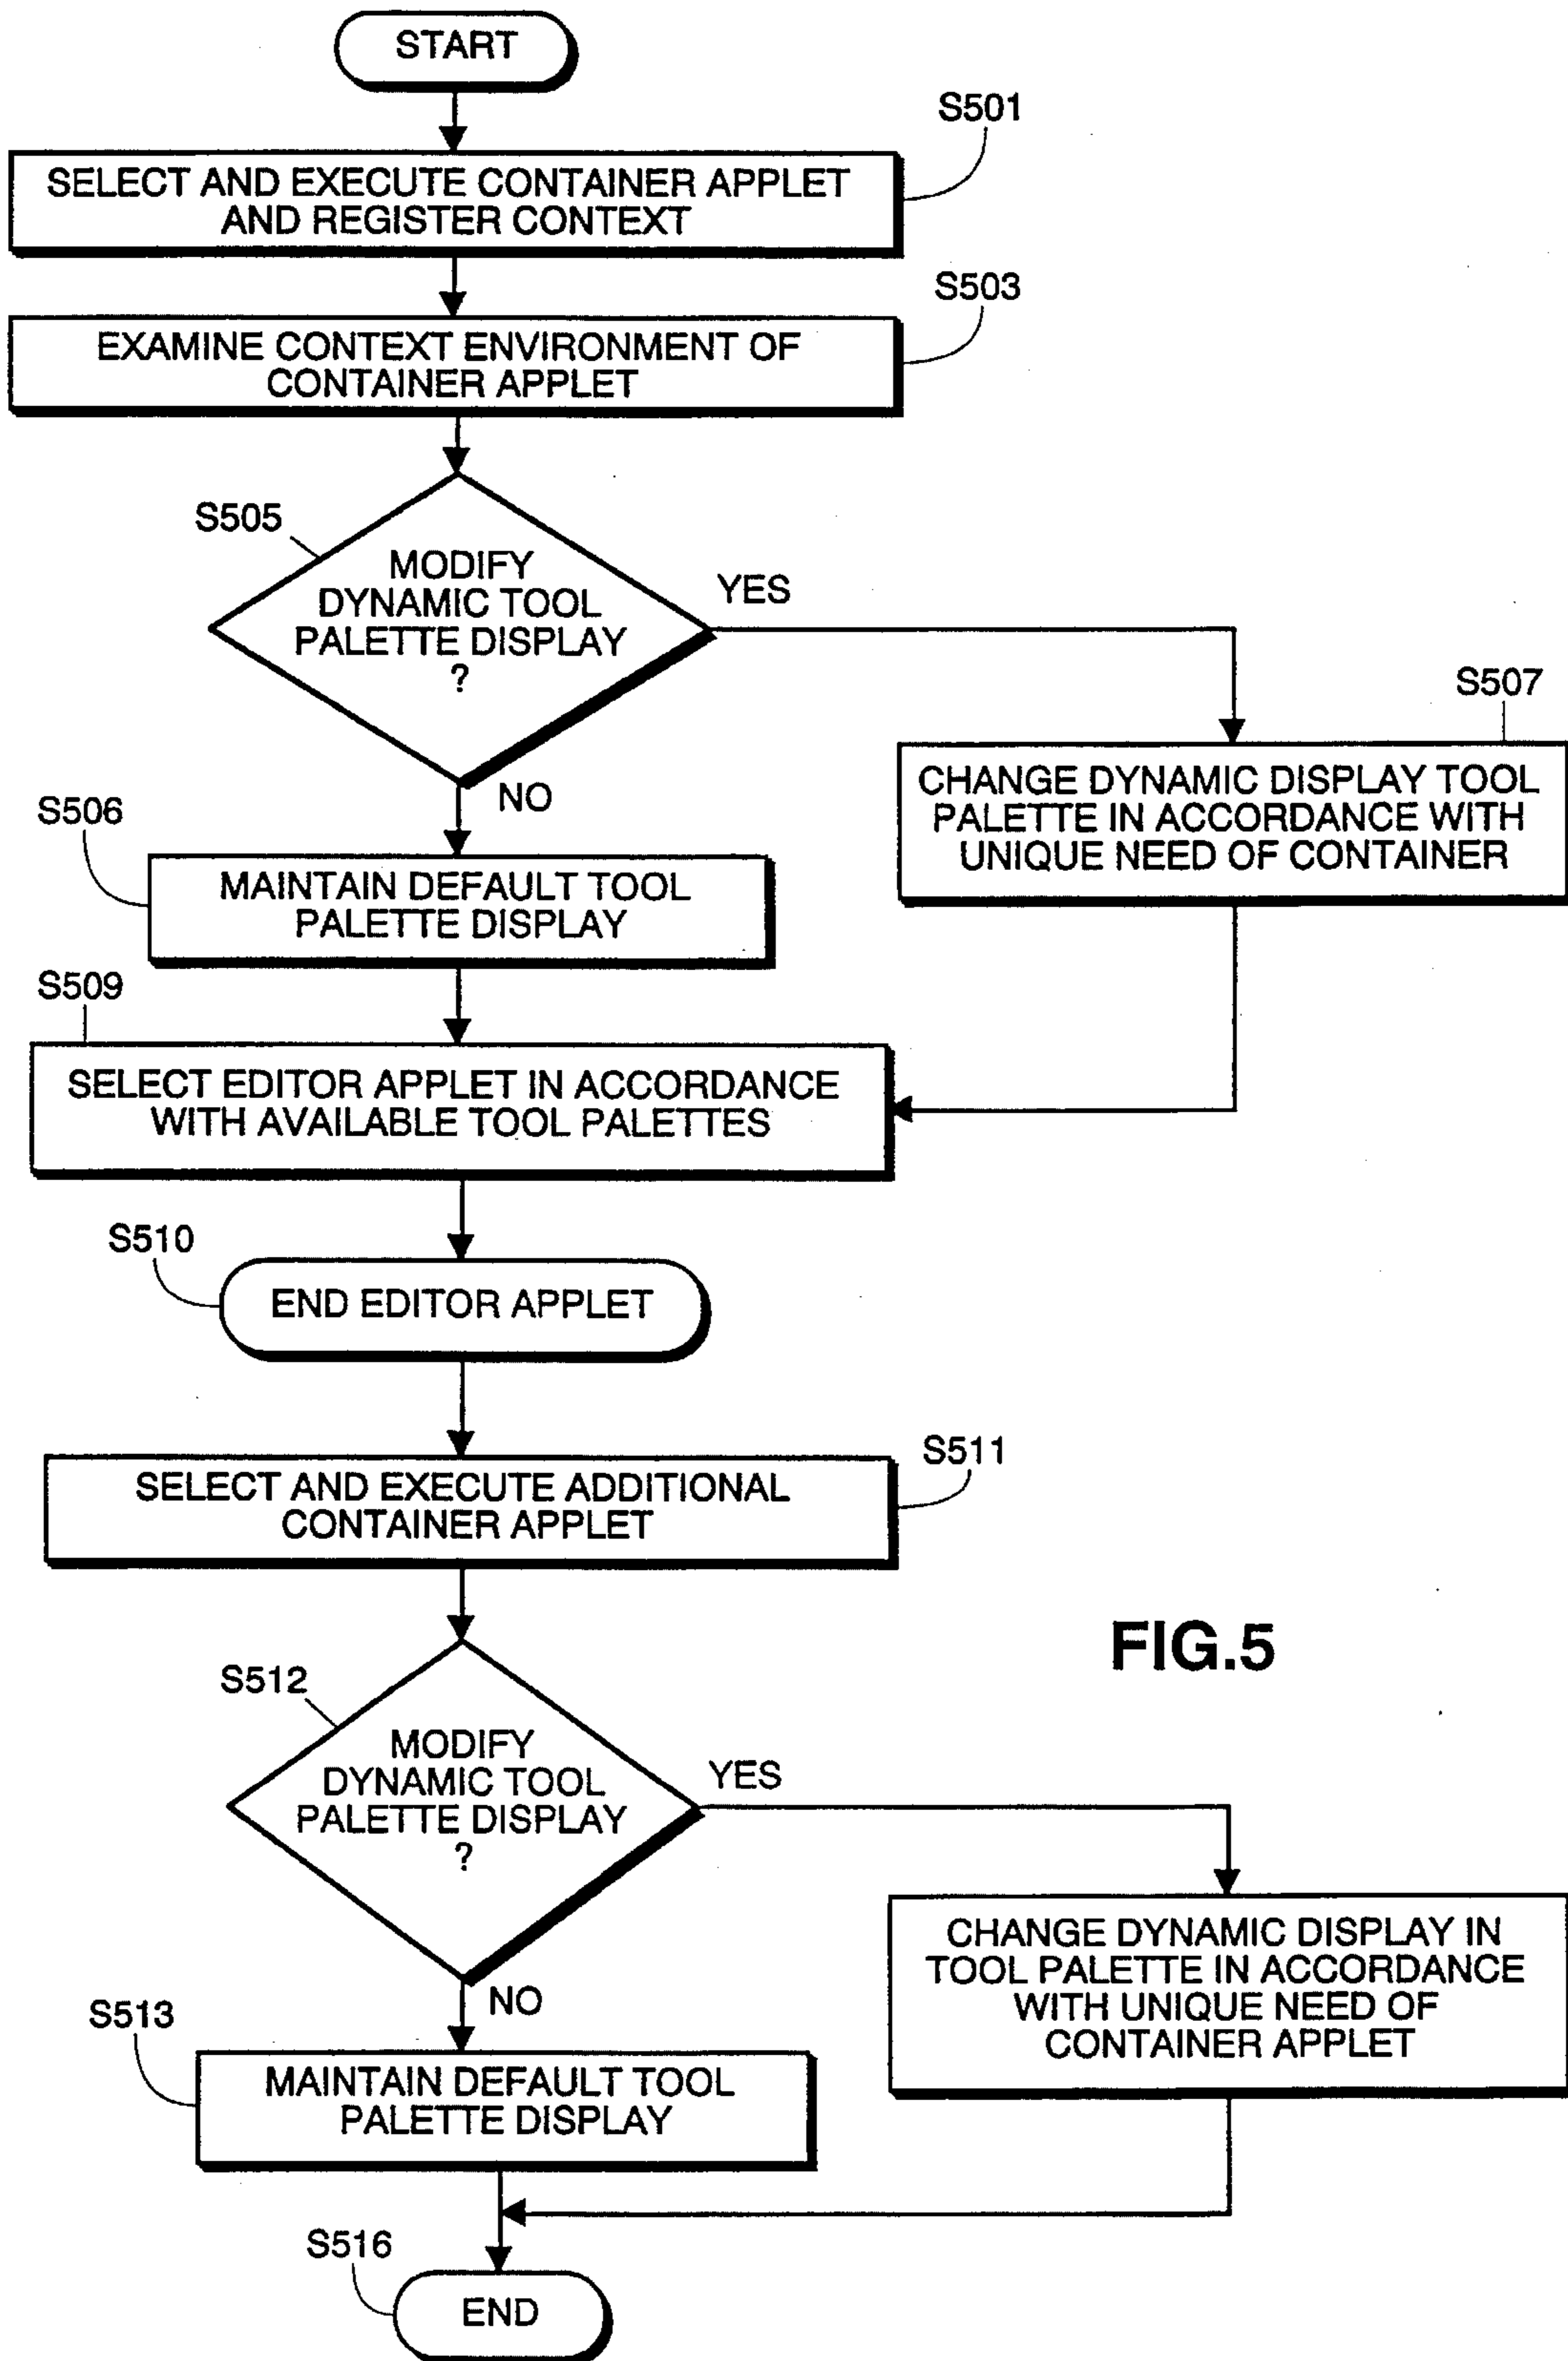 START
S501
SELECT AND EXECUTE CONTAINER APPLET
AND REGISTER CONTEXT
S503
EXAMINE CONTEXT ENVIRONMENT OF
CONTAINER APPLET
S505
MODIFY
DYNAMIC TOOL
PALETTE DISPLAY
?
YES
NO
S507
CHANGE DYNAMIC DISPLAY TOOL
PALETTE IN ACCORDANCE WITH
UNIQUE NEED OF CONTAINER
S506
MAINTAIN DEFAULT TOOL
PALETTE DISPLAY
S509
SELECT EDITOR APPLET IN ACCORDANCE
WITH AVAILABLE TOOL PALETTES
S510
END EDITOR APPLET
S511
SELECT AND EXECUTE ADDITIONAL
CONTAINER APPLET
FIG.5
S512
MODIFY
DYNAMIC TOOL
PALETTE DISPLAY
?
YES
NO
CHANGE DYNAMIC DISPLAY IN
TOOL PALETTE IN ACCORDANCE
WITH UNIQUE NEED OF
CONTAINER APPLET
S513
MAINTAIN DEFAULT TOOL
PALETTE DISPLAY
S516
END